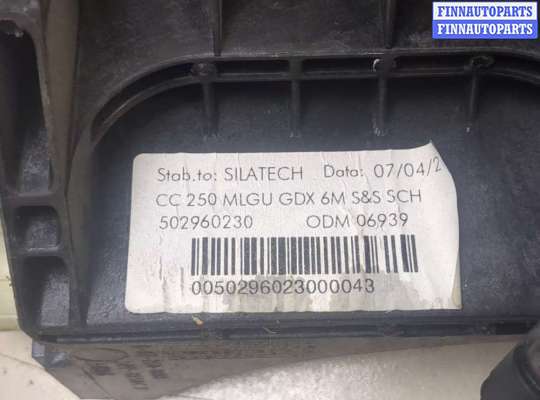 FINNAUTOPARTS
FINNAUTOPARTS
Stab.to: SILATECH Data: 07/04/2
CC 250 MLGU GDX 6M S&S SCH
502960230 ODM 06939
0050296023000043